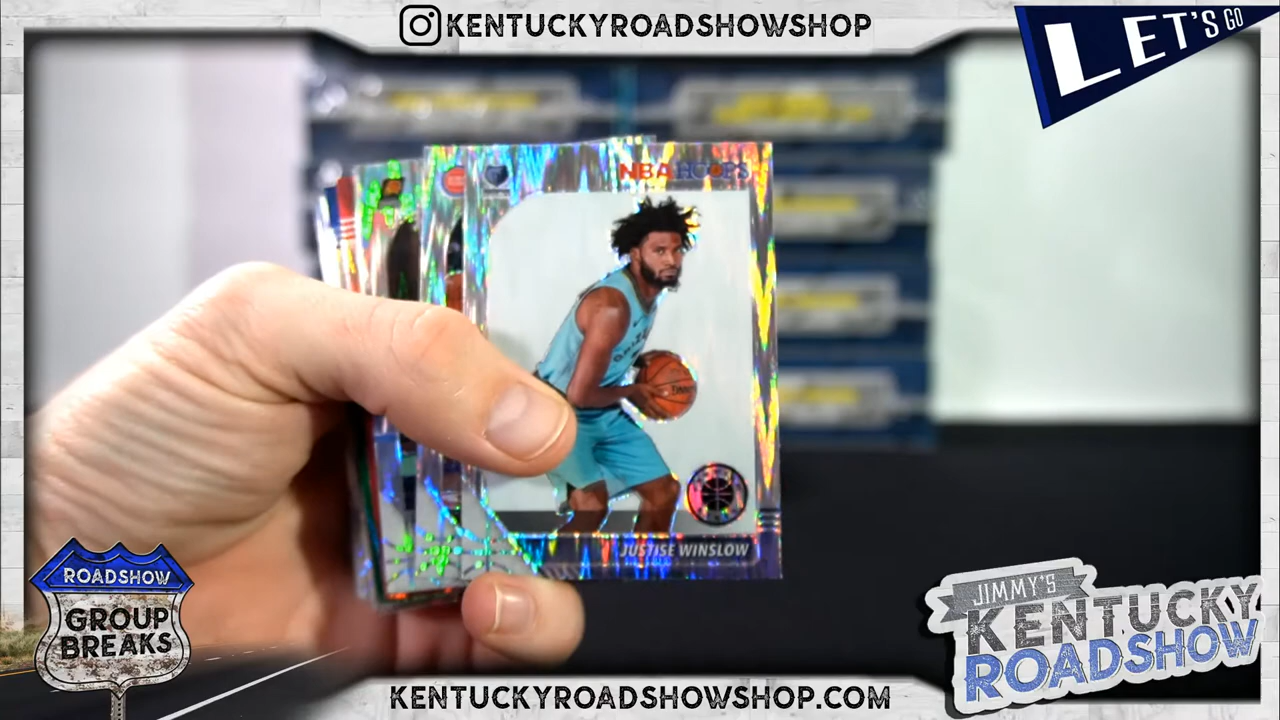 KENTUCKYROADSHOWSHOP
LET'S GO
NBA HOOPS
JUSTISE WINSLOW
ROADSHOW
GROUP
BREAKS
JIMMY'S
KENTUCKY
ROADSHOW
KENTUCKYROADSHOWSHOP.COM